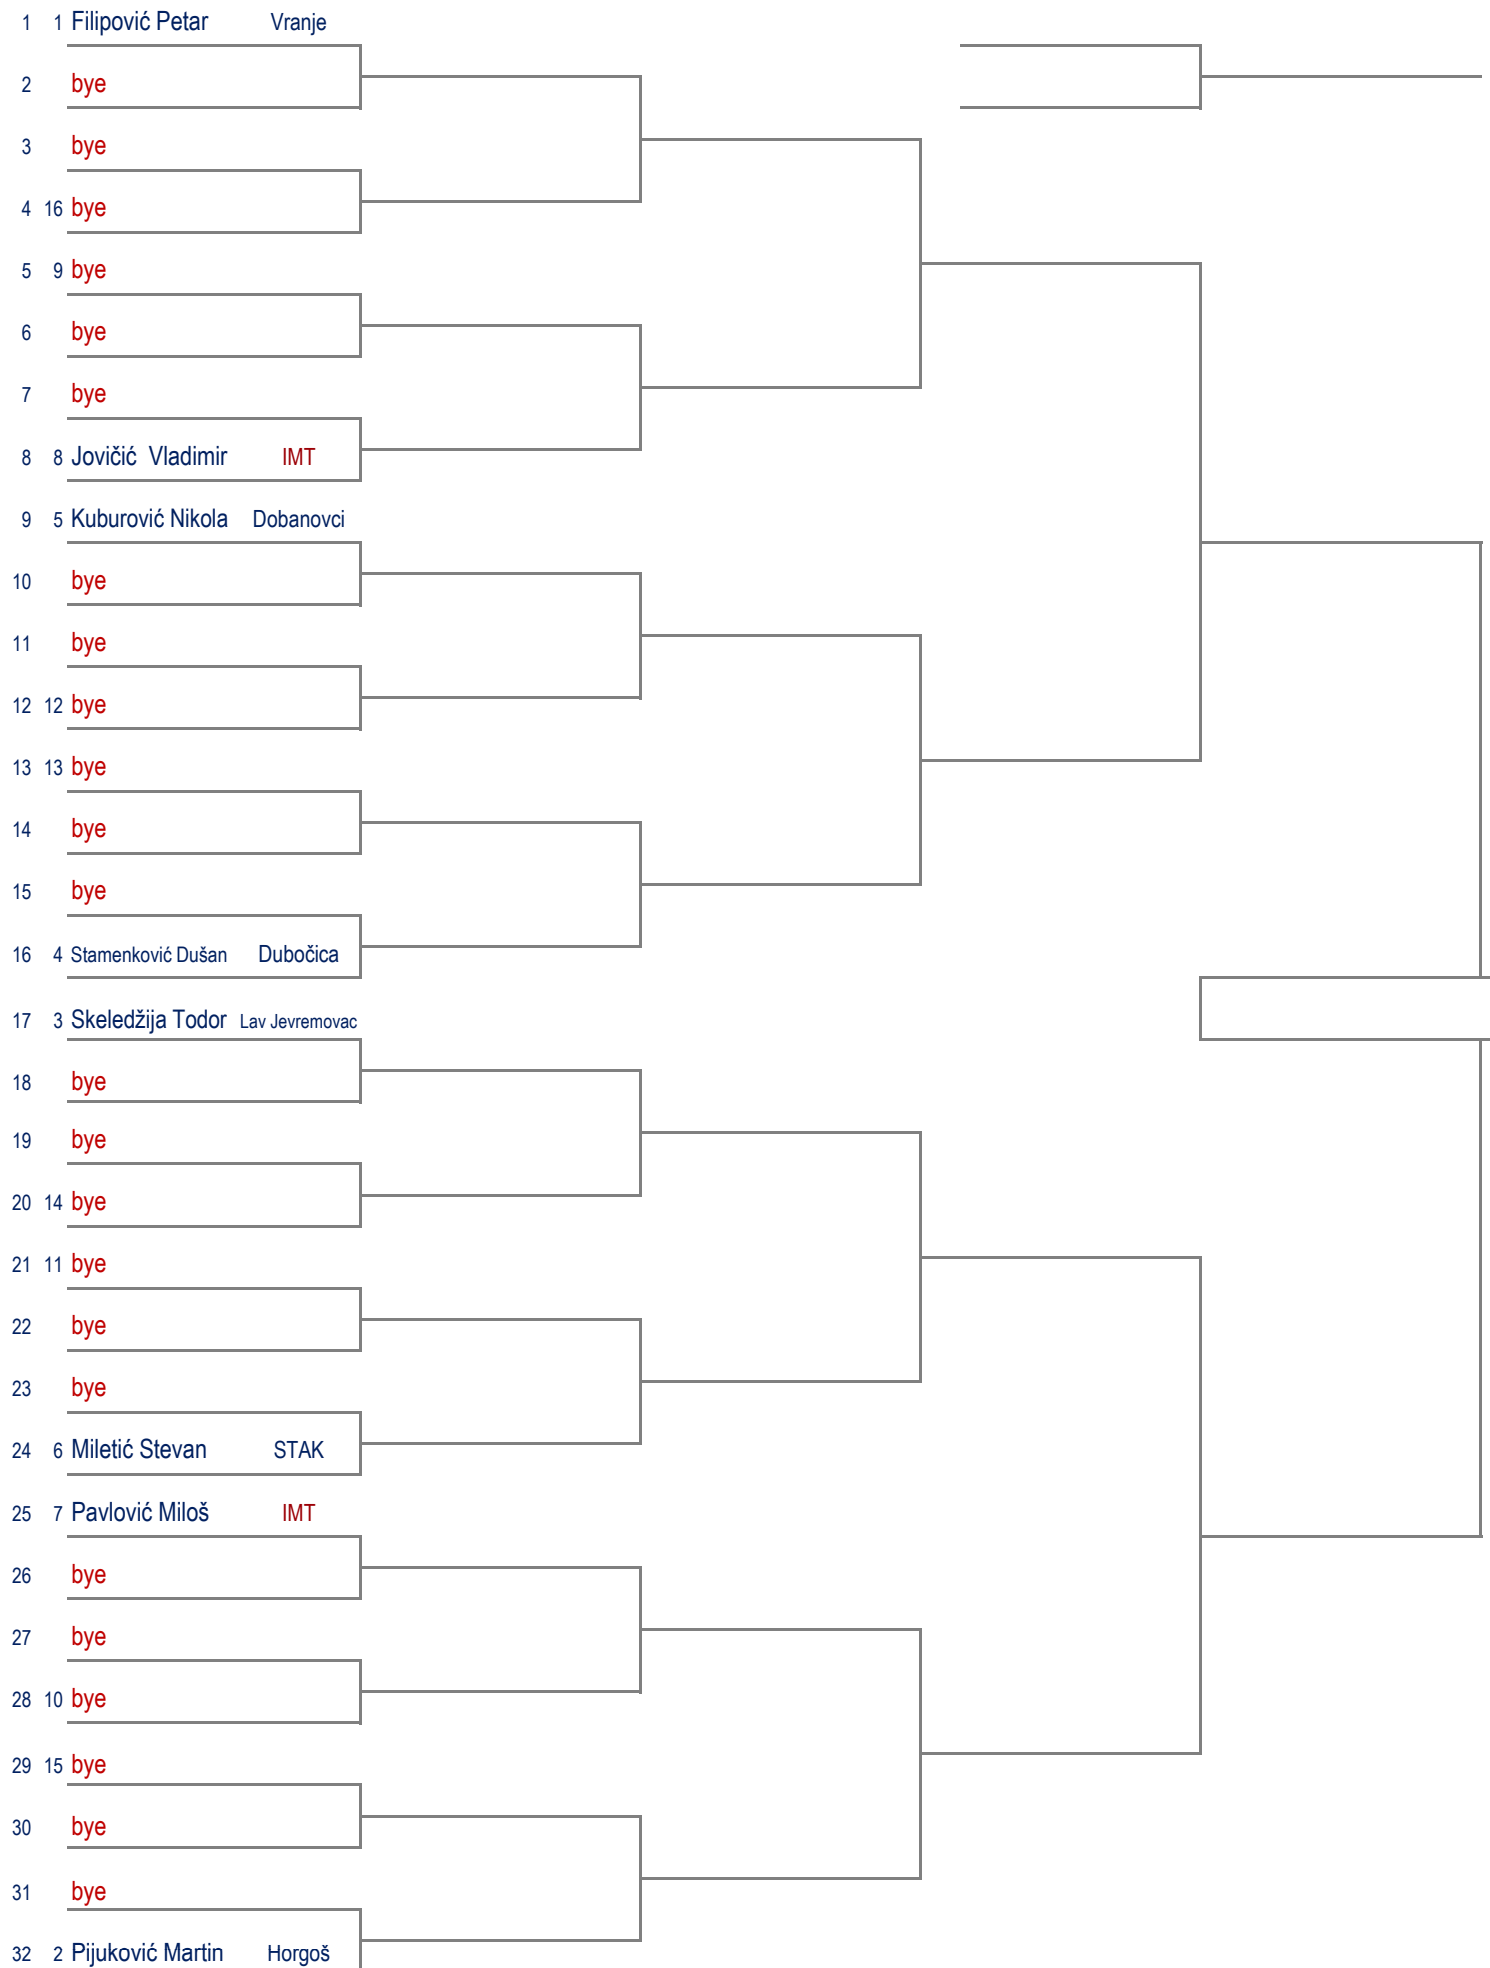 1 1 Filipović Petar Vranje
2 bye
3 bye
4 16 bye
5 9 bye
6 bye
7 bye
8 8 Jovičić Vladimir IMT
9 5 Kuburović Nikola Dobanovci
10 bye
11 bye
12 12 bye
13 13 bye
14 bye
15 bye
16 4 Stamenković Dušan Dubočica
17 3 Skeledžija Todor Lav Jevremovac
18 bye
19 bye
20 14 bye
21 11 bye
22 bye
23 bye
24 6 Miletić Stevan STAK
25 7 Pavlović Miloš IMT
26 bye
27 bye
28 10 bye
29 15 bye
30 bye
31 bye
32 2 Pijuković Martin Horgoš